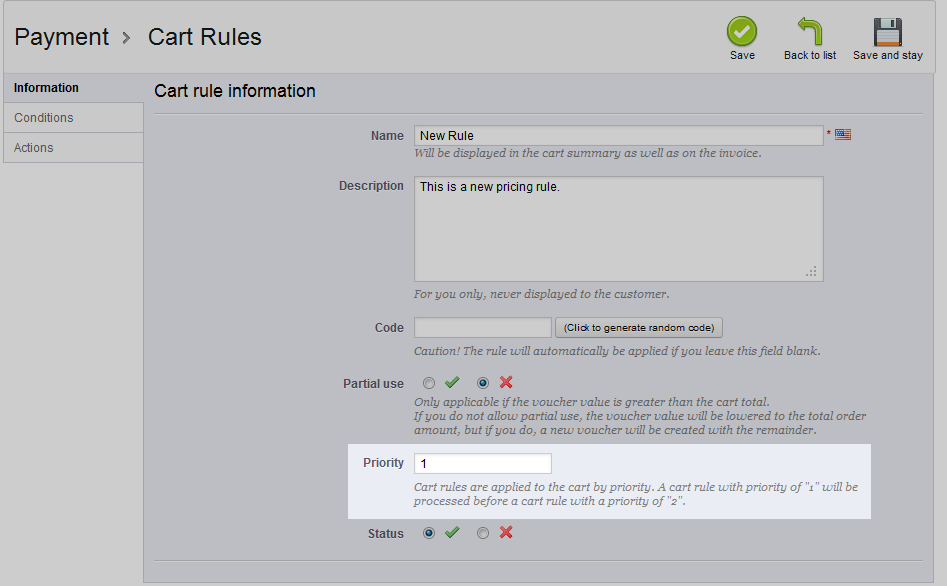 Payment > Cart Rules
Save
Back to list
Save and stay
Information
Conditions
Actions
Cart rule information
Name
New Rule
*
Will be displayed in the cart summary as well as on the invoice.
Description
This is a new pricing rule.
For you only, never displayed to the customer.
Code
(Click to generate random code)
Caution! The rule will automatically be applied if you leave this field blank.
Partial use
Only applicable if the voucher value is greater than the cart total.
If you do not allow partial use, the voucher value will be lowered to the total order
amount, but if you do, a new voucher will be created with the remainder.
Priority
1
Cart rules are applied to the cart by priority. A cart rule with priority of "1" will be
processed before a cart rule with a priority of "2".
Status